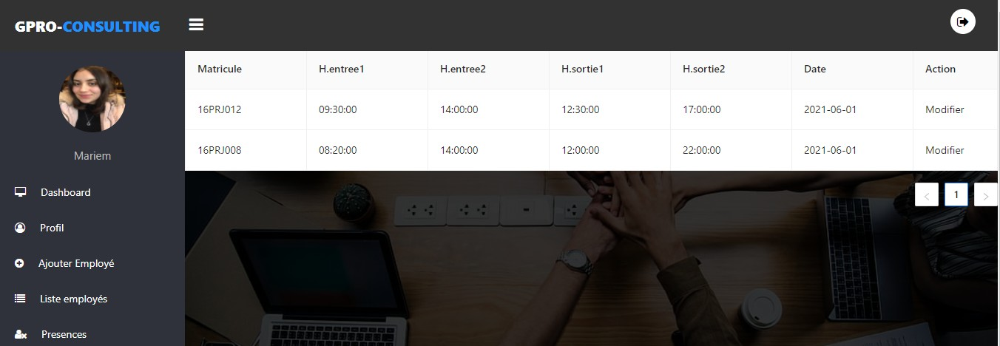 GPRO-CONSULTING
Mariem
Dashboard
Profil
Ajouter Employé
Liste employés
Presences
Matricule H.entree1 H.entree2 H.sortie1 H.sortie2 Date Action
16PRJ012 09:30:00 14:00:00 12:30:00 17:00:00 2021-06-01 Modifier
16PRJ008 08:20:00 14:00:00 12:00:00 22:00:00 2021-06-01 Modifier
< 1 >